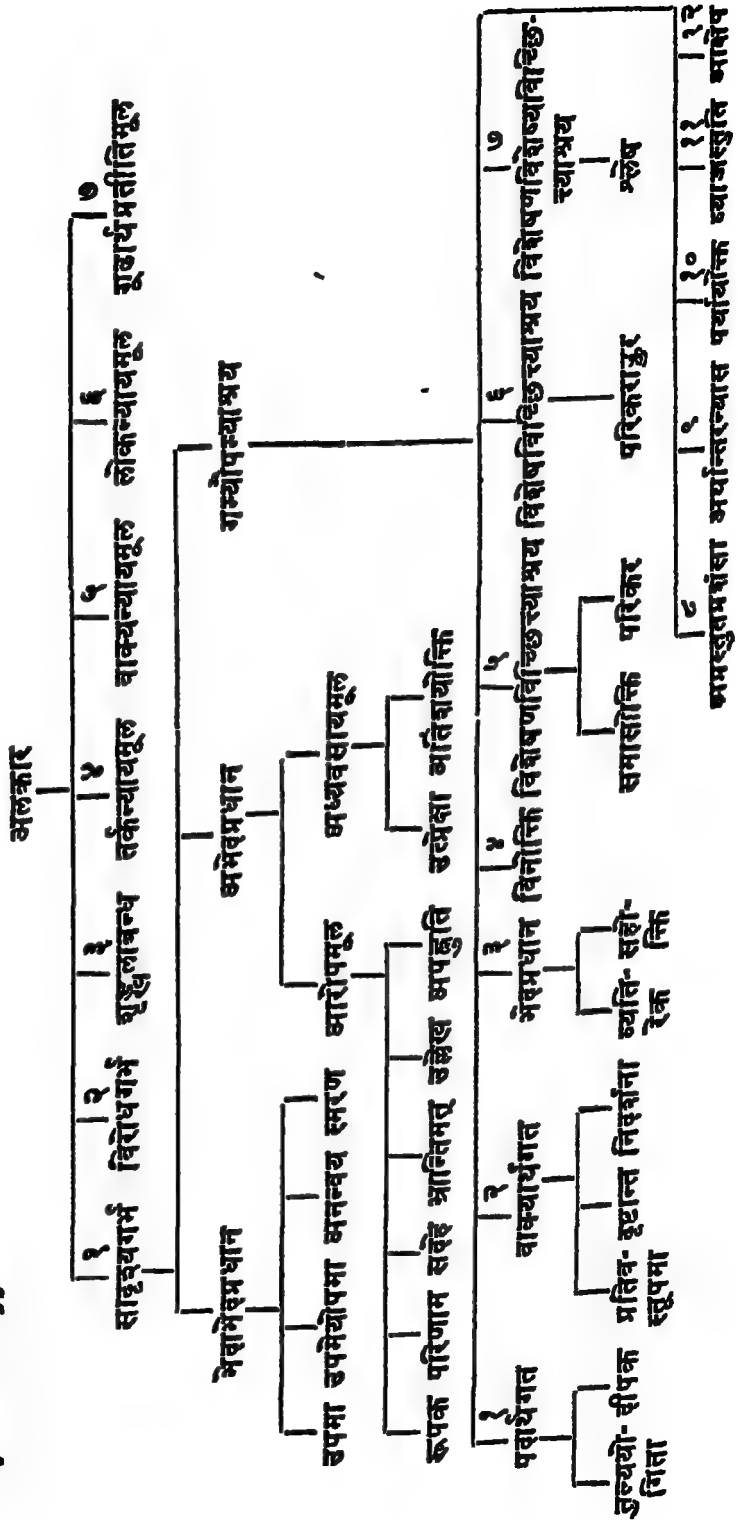 अलंकार
१ २ ३ ४ ५ ६ ७
सादृश्यगर्भ विरोधगर्भ शृङ्खलाबन्ध तर्कन्यायमूल वाक्यन्यायमूल लोकन्यायमूल गूढार्थप्रतीतिमूल
भेदाभेदप्रधान अभेदप्रधान गम्यौपम्याश्रय
उपमा उपमेयोपमा अनन्वय स्मरण आरोपमूल अध्यवसायमूल
रूपक परिणाम संदेह भ्रान्तिमत् उल्लेख अपह्नुति उत्प्रेक्षा अतिशयोक्ति
१ २ ३ ४ ५ ६ ७
पदार्थगत वाक्यार्थगत भेदप्रधान विनोक्ति विशेषणविच्छित्त्याश्रय विशेषविच्छित्त्याश्रय विशेषणविशेष्यविच्छि-
त्याश्रय
तुल्ययो- दीपक प्रतिव- दृष्टान्त निदर्शना व्यति- सहो- समासोक्ति परिकर परिकराङ्कुर श्लेष
गिता स्तूपमा रेक क्ति
८ ९ १० ११ १२
अप्रस्तुतप्रशंसा अर्थान्तरन्यास पर्यायोक्ति व्याजस्तुति आक्षेप